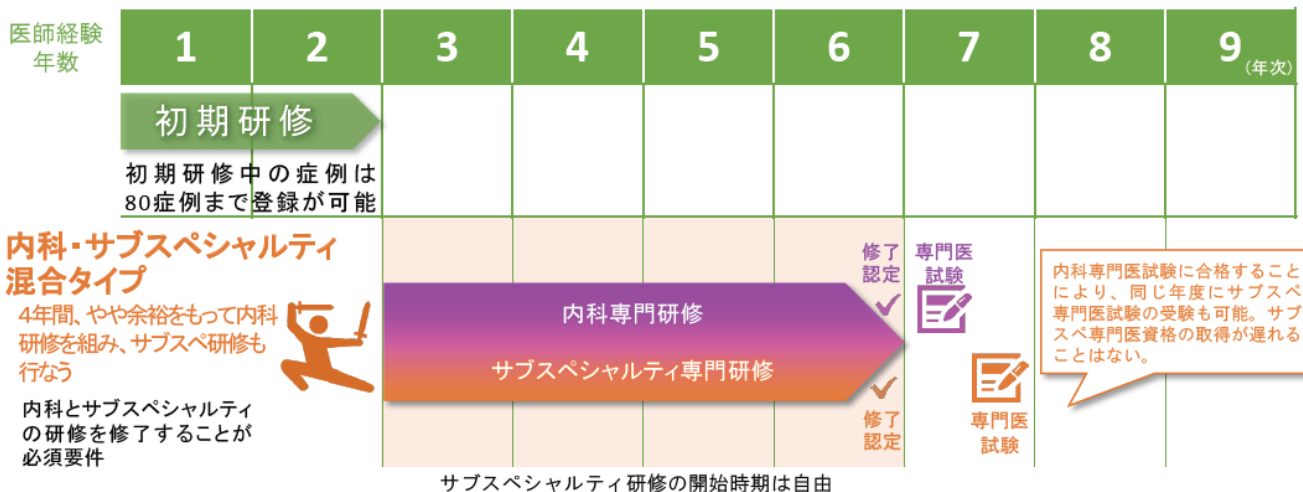 医師経験
年数
1 2 3 4 5 6 7 8 9(年次)
初期研修
初期研修中の症例は
80症例まで登録が可能
内科・サブスペシャルティ
混合タイプ
4年間、やや余裕をもって内科
研修を組み、サブスペ研修も
行なう
内科とサブスペシャルティ
の研修を修了することが
必須要件
内科専門研修
サブスペシャルティ専門研修
修了
認定
専門医
試験
修了
認定
専門医
試験
内科専門医試験に合格すること
により、同じ年度にサブスペ
専門医試験の受験も可能。サブ
スペ専門医資格の取得が遅れる
ことはない。
サブスペシャルティ研修の開始時期は自由